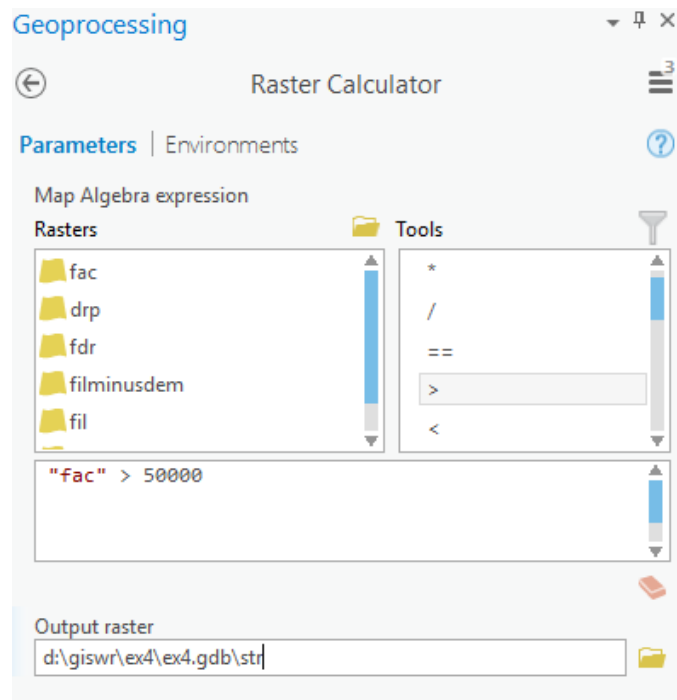 Geoprocessing
Raster Calculator
3
Parameters | Environments
?
Map Algebra expression
Rasters
Tools
fac
drp
fdr
filminusdem
fil
*
/
==
>
<
"fac" > 50000
Output raster
d:\giswr\ex4\ex4.gdb\str